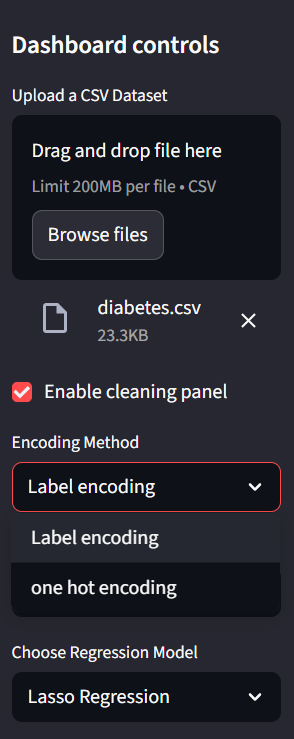 Dashboard controls
Upload a CSV Dataset
Drag and drop file here
Limit 200MB per file • CSV
Browse files
diabetes.csv
23.3KB
Enable cleaning panel
Encoding Method
Label encoding
Label encoding
one hot encoding
Choose Regression Model
Lasso Regression